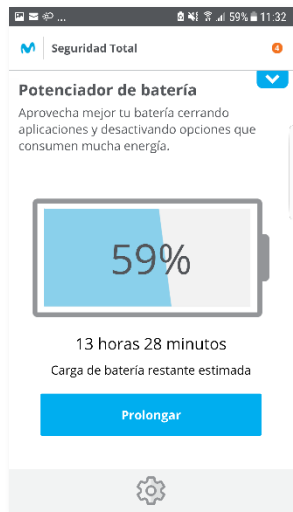 ... 59% 11:32
Seguridad Total
4
Potenciador de batería
Aprovecha mejor tu batería cerrando
aplicaciones y desactivando opciones que
consumen mucha energía.
59%
13 horas 28 minutos
Carga de batería restante estimada
Prolongar